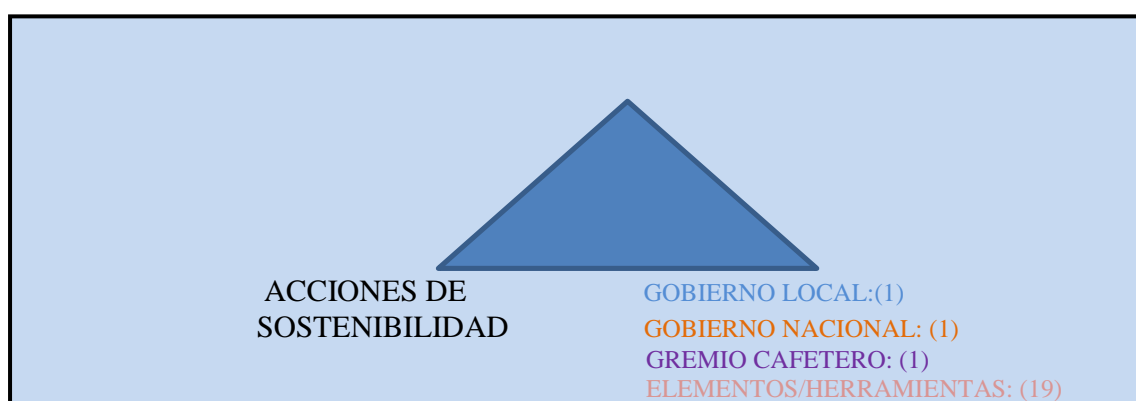 ACCIONES DE
SOSTENIBILIDAD
GOBIERNO LOCAL:(1)
GOBIERNO NACIONAL: (1)
GREMIO CAFETERO: (1)
ELEMENTOS/HERRAMIENTAS: (19)